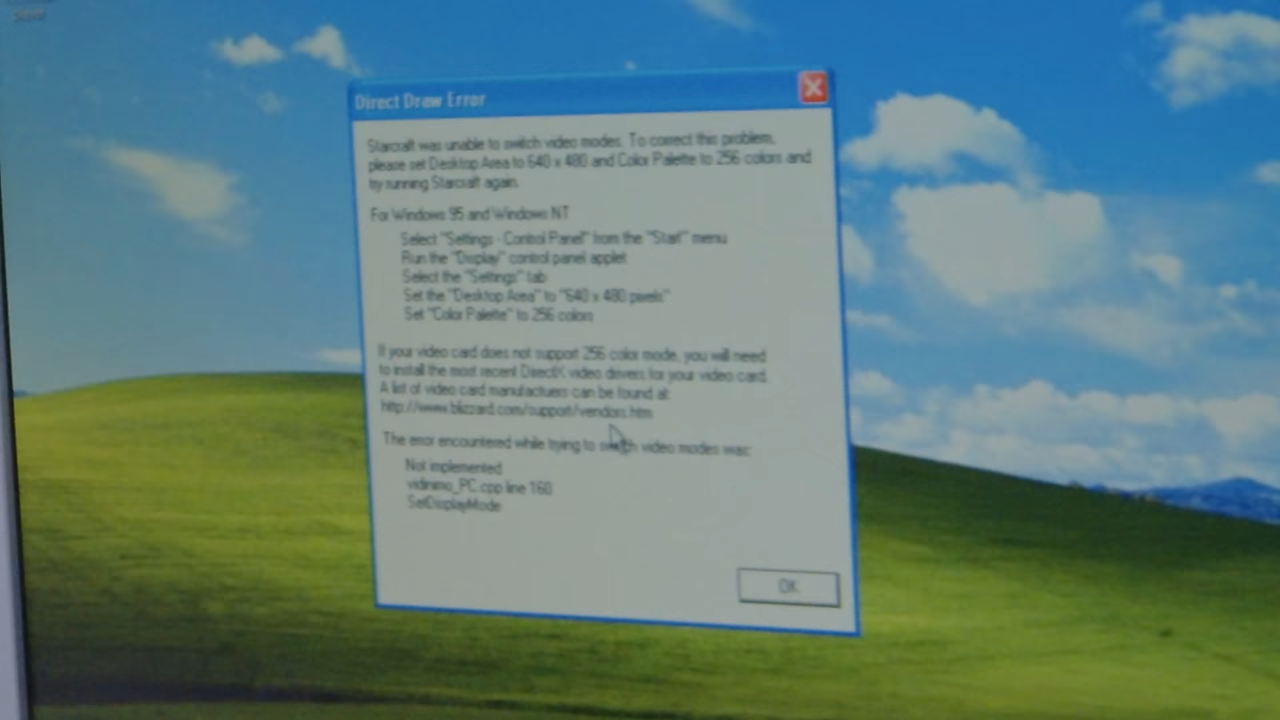 Direct Draw Error
Starcraft was unable to switch video modes. To correct this problem,
please set Desktop Area to 640 x 480 and Color Palette to 256 colors and
try running Starcraft again.
For Windows 95 and Windows NT
Select "Settings - Control Panel" from the "Start" menu
Run the "Display" control panel applet
Select the "Settings" tab
Set the "Desktop Area" to "640 x 480 pixels"
Set "Color Palette" to 256 colors
If your video card does not support 256 color mode, you will need
to install the most recent DirectX video drivers for your video card.
A list of video card manufactuers can be found at:
http://www.blizzard.com/support/vendors.htm
The error encountered while trying to switch video modes was:
Not implemented
vidinimo_PC.cpp line 160
SetDisplayMode
OK